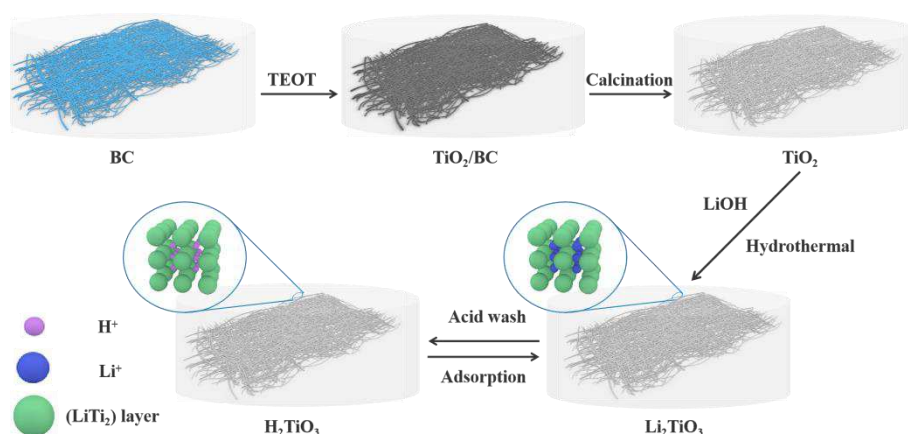 TEOT
Calcination
BC
TiO₂/BC
TiO₂
LiOH
Hydrothermal
Acid wash
Adsorption
H⁺
Li⁺
(LiTi₂) layer
H₂TiO₃
Li₂TiO₃